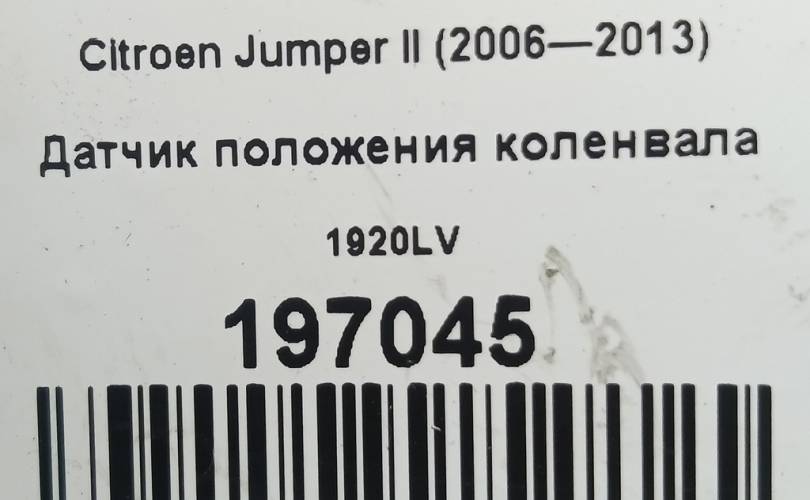 Citroen Jumper II (2006—2013)
Датчик положения коленвала
1920LV
197045